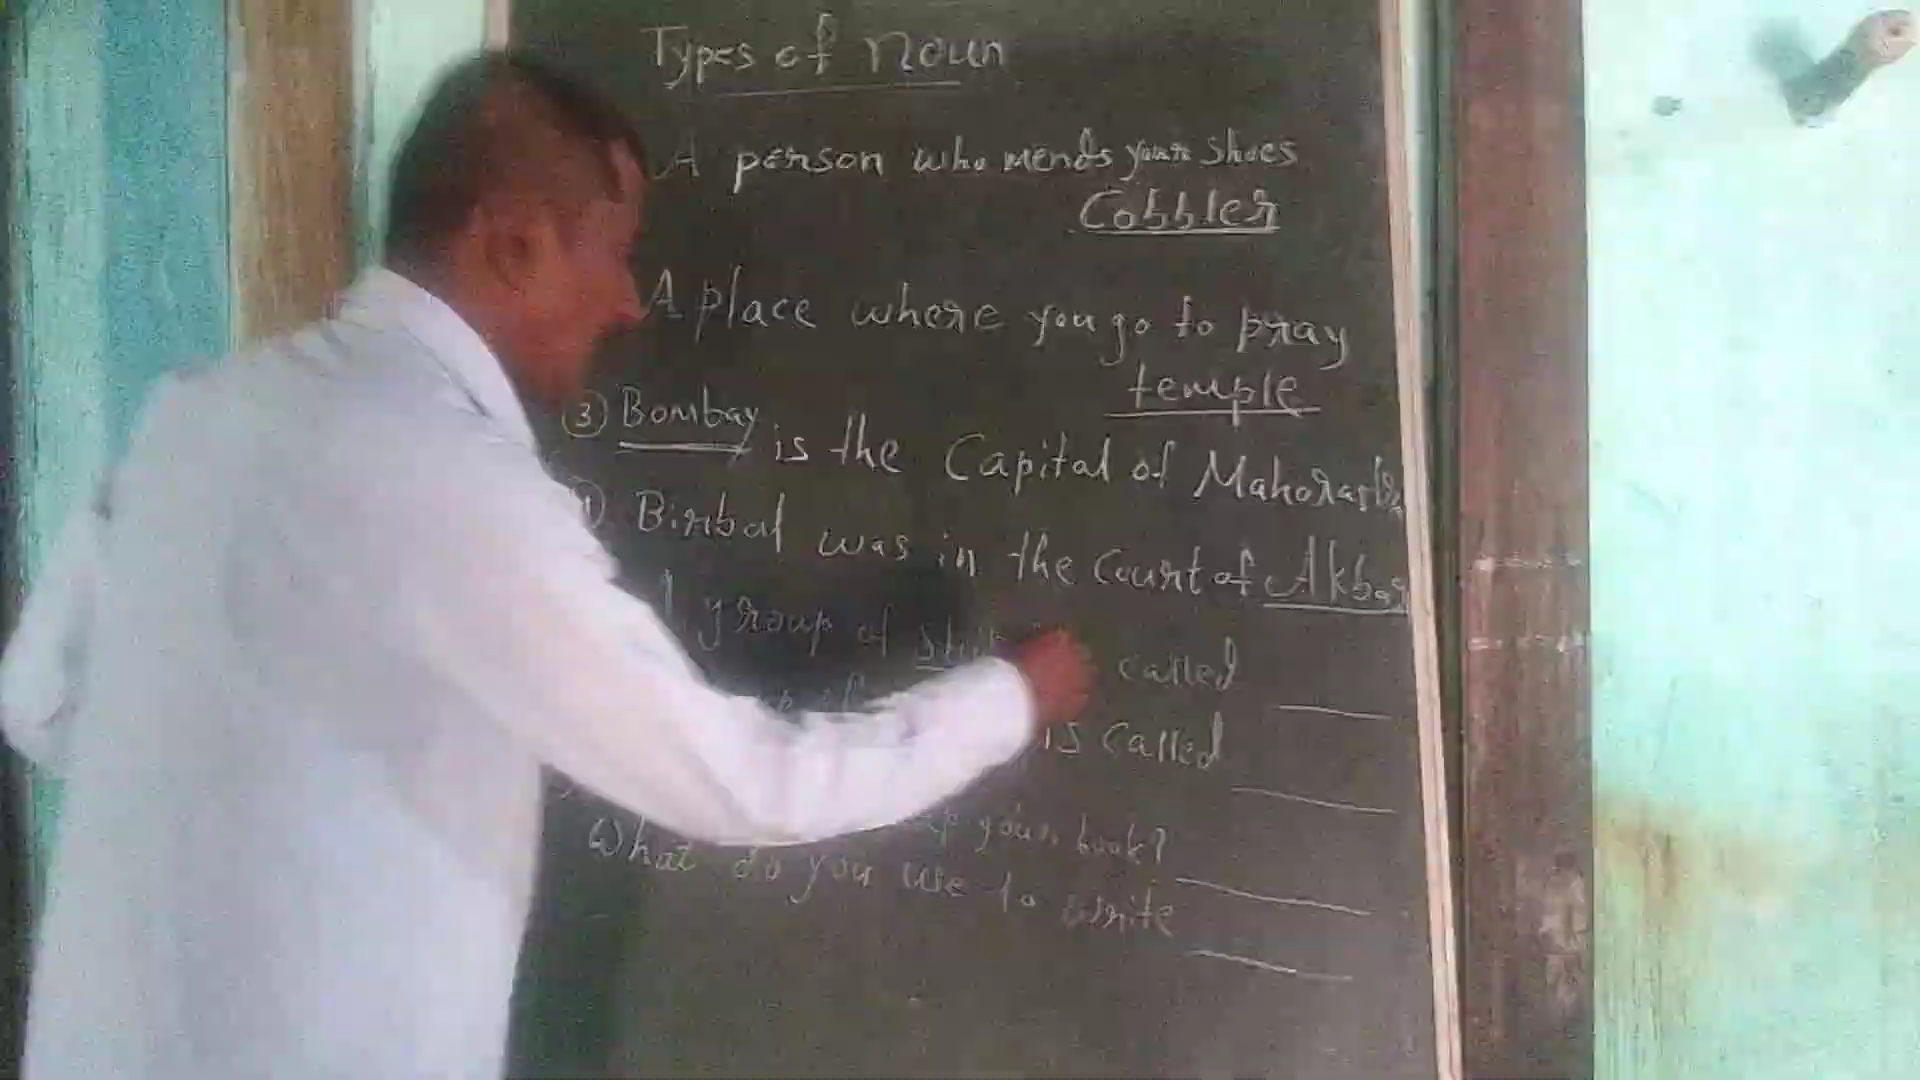 Types of Noun
A person who mends your shoes
Cobbler
A place where you go to pray
temple
③ Bombay is the Capital of
Birbal was in the Court of Akbar
group of called
is called
your book?
What do you use to write